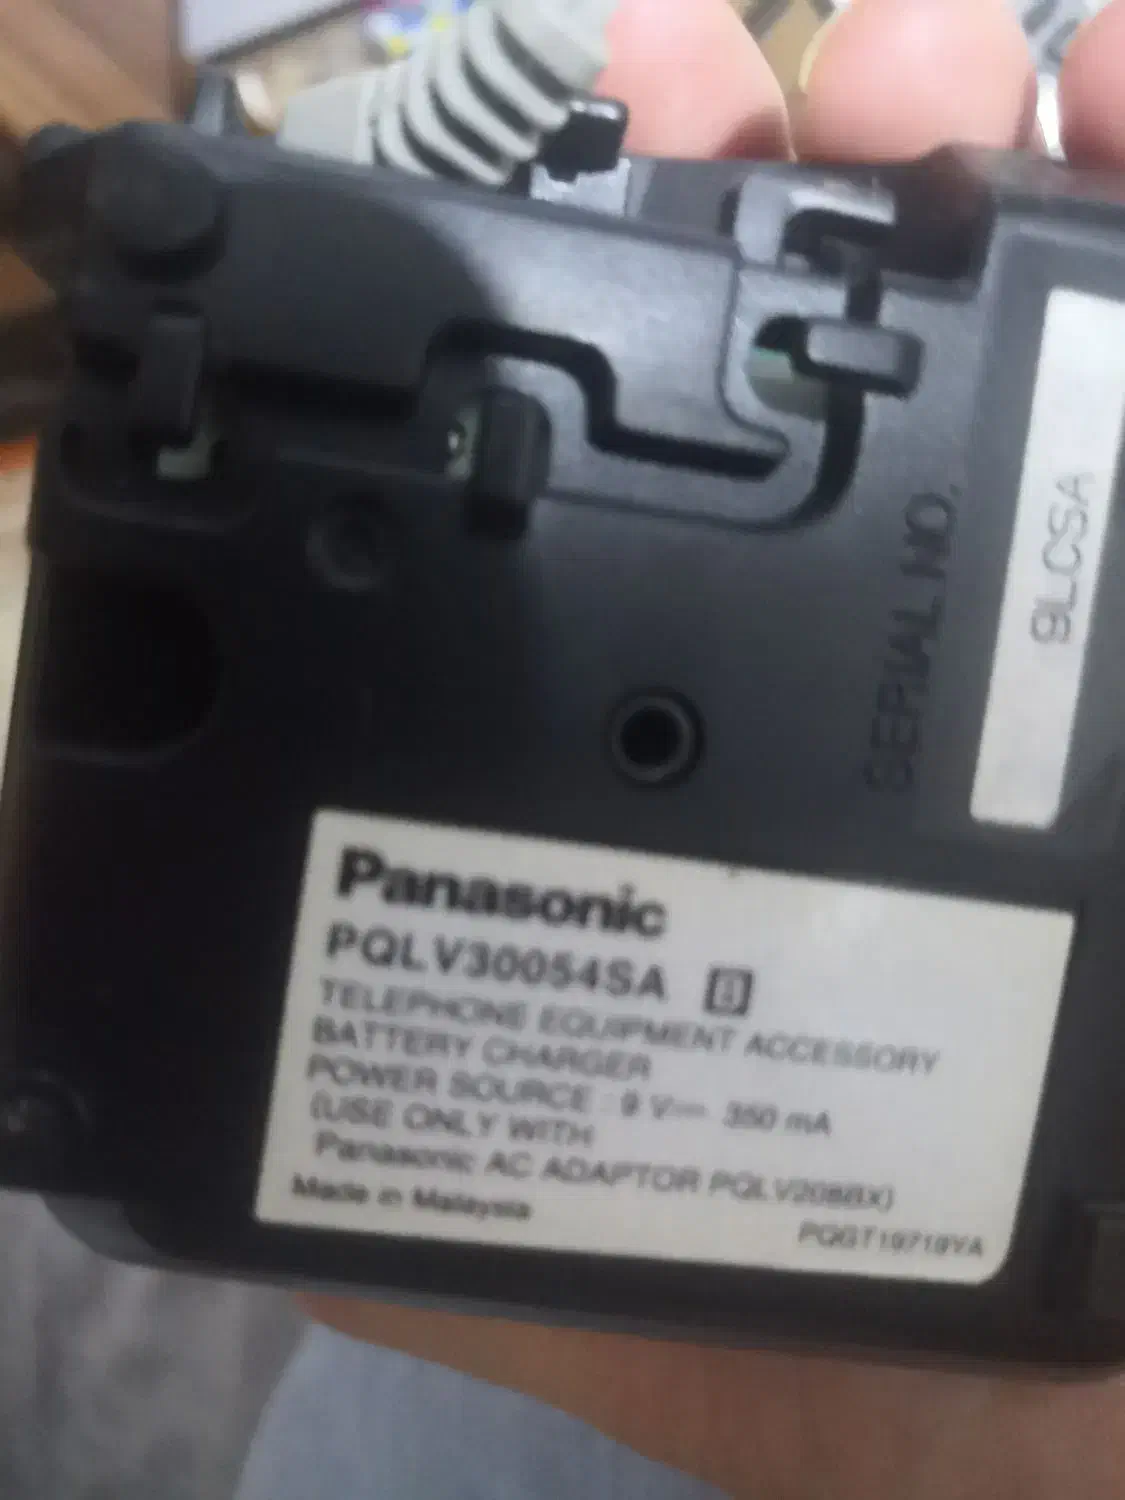 SERIAL NO.
9LCSA
Panasonic
PQLV30054SA
TELEPHONE EQUIPMENT ACCESSORY
BATTERY CHARGER
POWER SOURCE : 9 V⎓ 350 mA
(USE ONLY WITH
Panasonic AC ADAPTOR PQLV208BX)
Made in Malaysia
PQGT19719YA